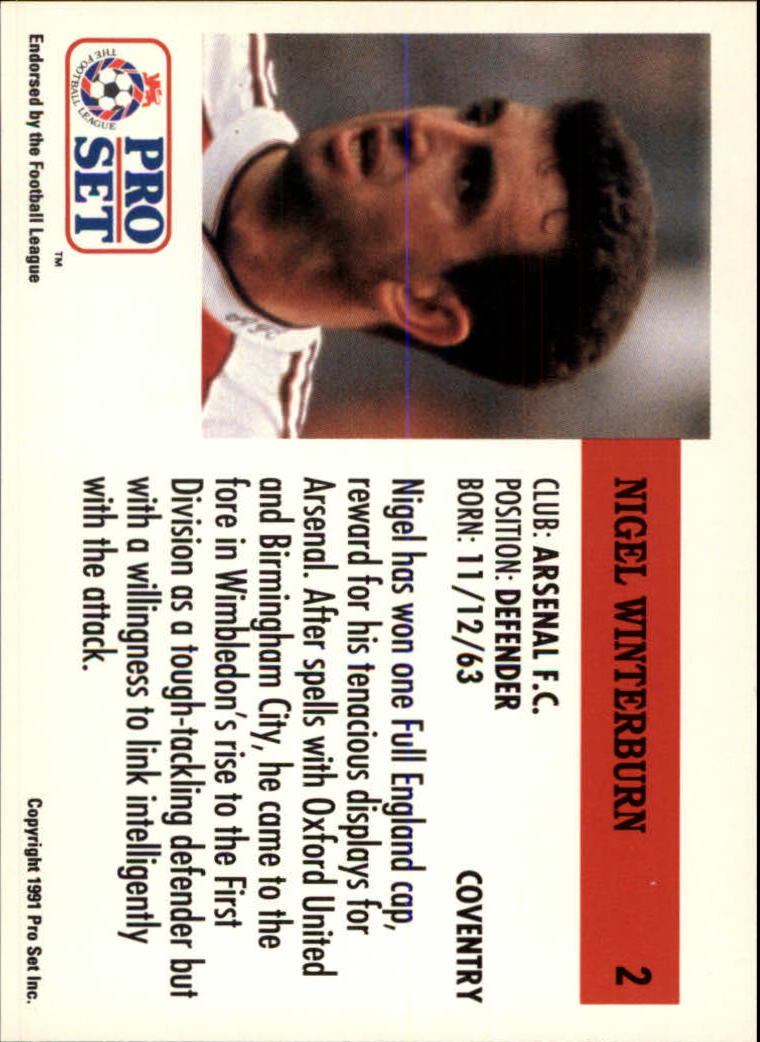 NIGEL WINTERBURN 2
CLUB: ARSENAL F.C.
POSITION: DEFENDER
BORN: 11/12/63 COVENTRY
Nigel has won one Full England cap,
reward for his tenacious displays for
Arsenal. After spells with Oxford United
and Birmingham City, he came to the
fore in Wimbledon's rise to the First
Division as a tough-tackling defender but
with a willingness to link intelligently
with the attack.
THE FOOTBALL LEAGUE
PRO
SET
TM
Endorsed by the Football League
Copyright 1991 Pro Set Inc.